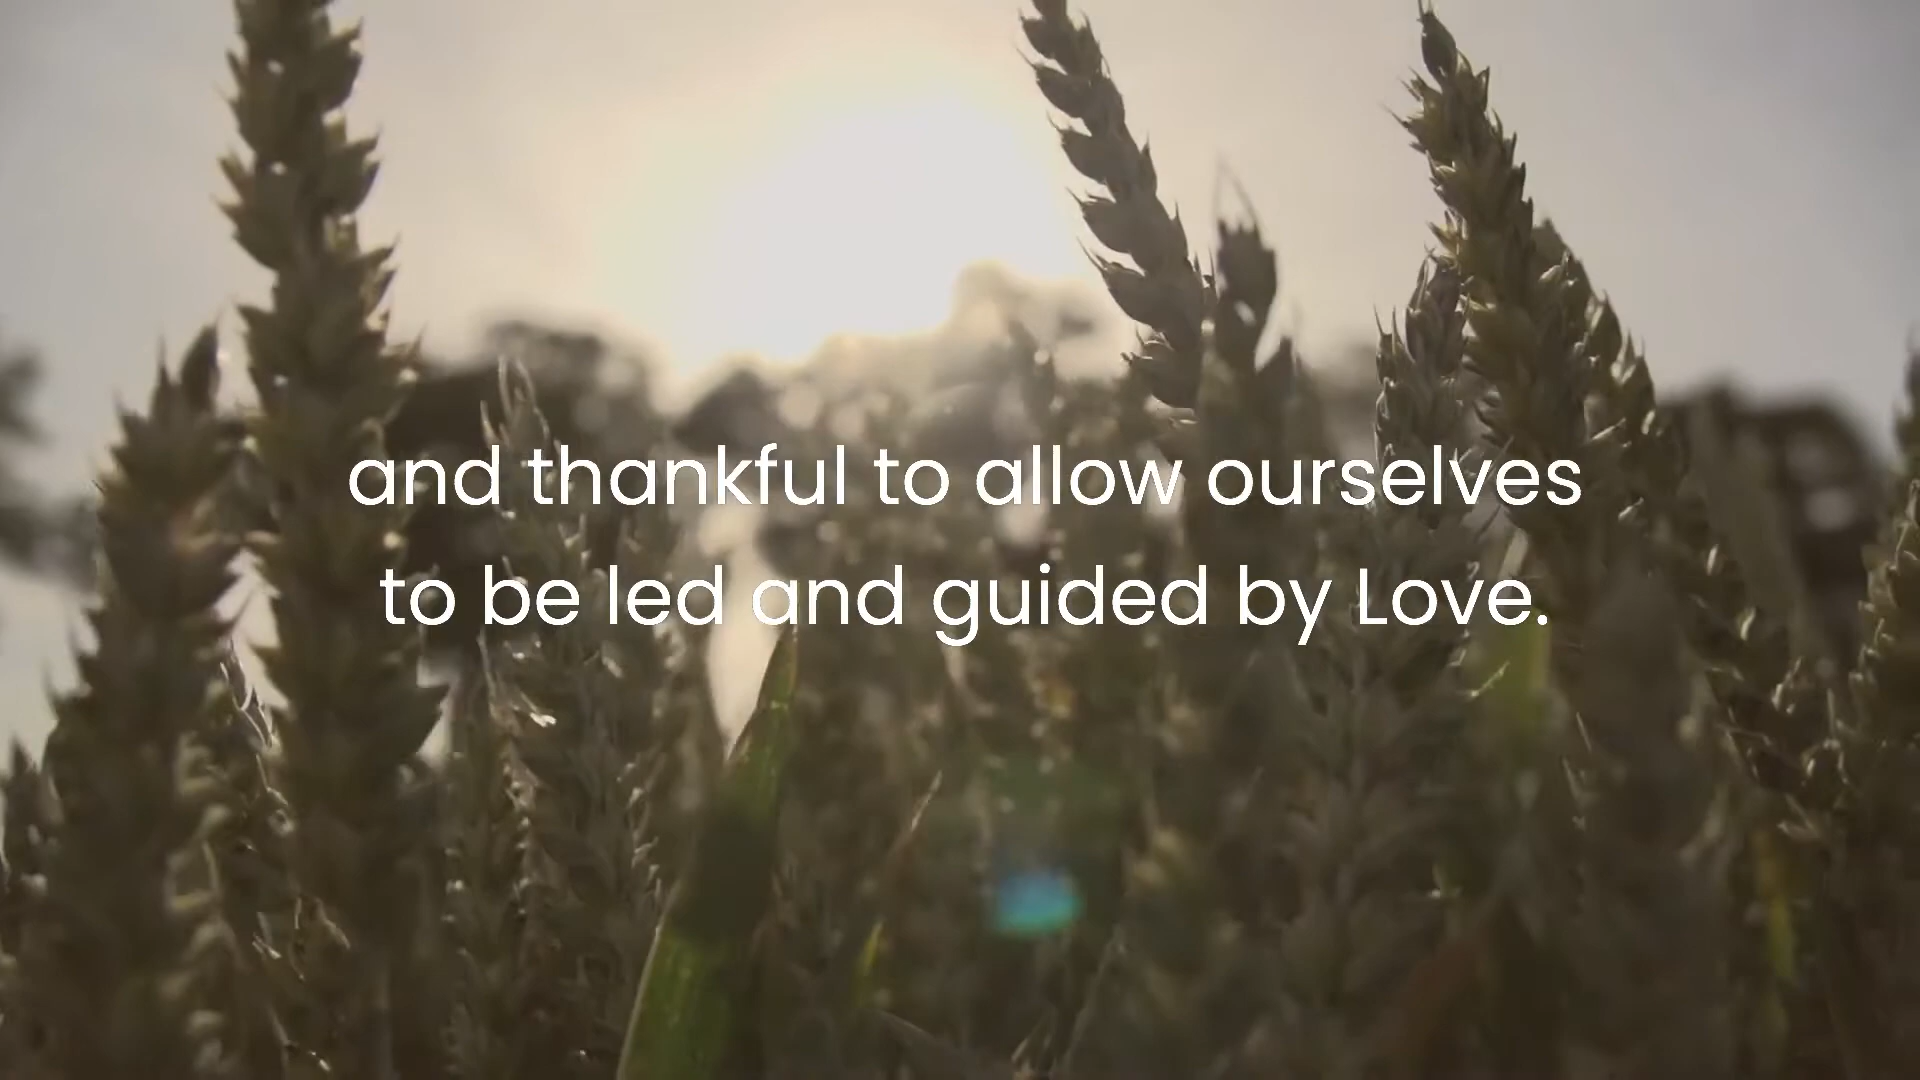 and thankful to allow ourselves
to be led and guided by Love.